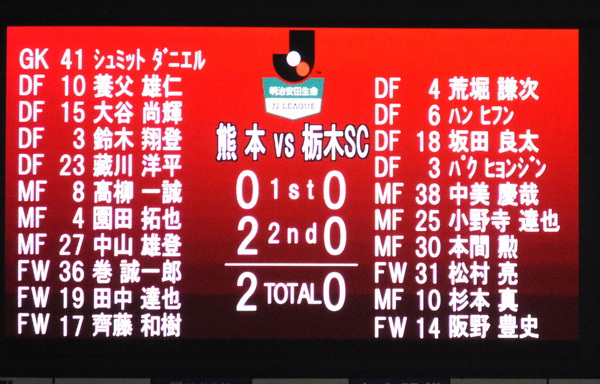 GK 41 シュミット ダニエル
DF 10 養父 雄仁
DF 15 大谷 尚輝
DF 3 鈴木 翔登
DF 23 藏川 洋平
MF 8 高柳 一誠
MF 4 園田 拓也
MF 27 中山 雄登
FW 36 巻 誠一郎
FW 19 田中 達也
FW 17 齊藤 和樹
J
明治安田生命
J2 LEAGUE
熊本 vs 栃木SC
0 1st 0
2 2nd 0
2 TOTAL 0
DF 4 荒堀 謙次
DF 6 ハン ヒフン
DF 18 坂田 良太
DF 3 パク ヒョンジン
MF 38 中美 慶哉
MF 25 小野寺 達也
MF 30 本間 勲
FW 31 松村 亮
MF 10 杉本 真
FW 14 阪野 豊史